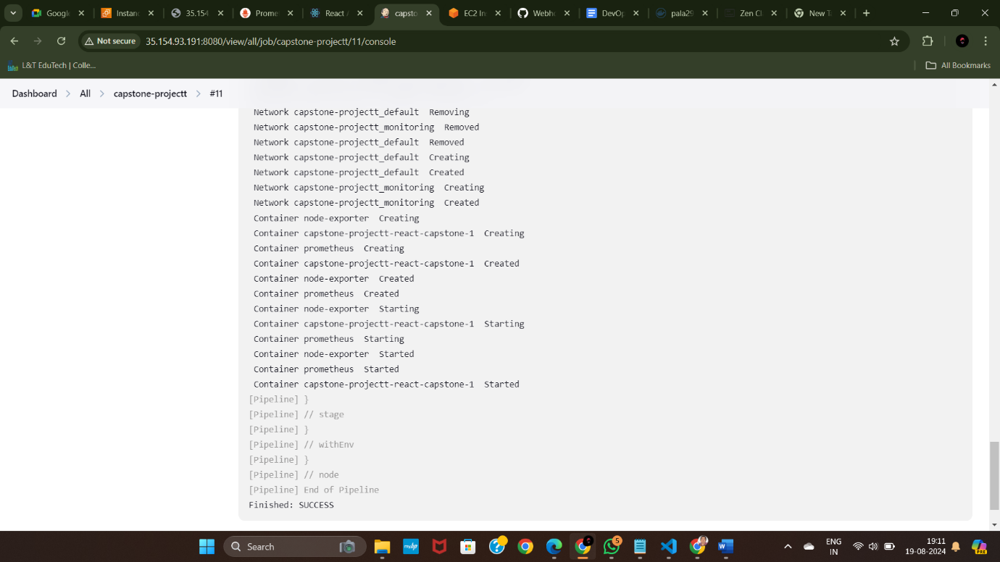 Google
Instanc
35.154
Prome
React A
capsto
EC2 In
Webho
DevOp
pala29
Zen Cl
New T
Not secure
35.154.93.191:8080/view/all/job/capstone-projectt/11/console
L&T EduTech | Colle...
All Bookmarks
Dashboard > All > capstone-projectt > #11
Network capstone-projectt_default Removing
Network capstone-projectt_monitoring Removed
Network capstone-projectt_default Removed
Network capstone-projectt_default Creating
Network capstone-projectt_default Created
Network capstone-projectt_monitoring Creating
Network capstone-projectt_monitoring Created
Container node-exporter Creating
Container capstone-projectt-react-capstone-1 Creating
Container prometheus Creating
Container capstone-projectt-react-capstone-1 Created
Container node-exporter Created
Container prometheus Created
Container node-exporter Starting
Container capstone-projectt-react-capstone-1 Starting
Container prometheus Starting
Container node-exporter Started
Container prometheus Started
Container capstone-projectt-react-capstone-1 Started
[Pipeline] }
[Pipeline] // stage
[Pipeline] }
[Pipeline] // withEnv
[Pipeline] }
[Pipeline] // node
[Pipeline] End of Pipeline
Finished: SUCCESS
Search
myhp
5
ENG
IN
19:11
19-08-2024
PRE